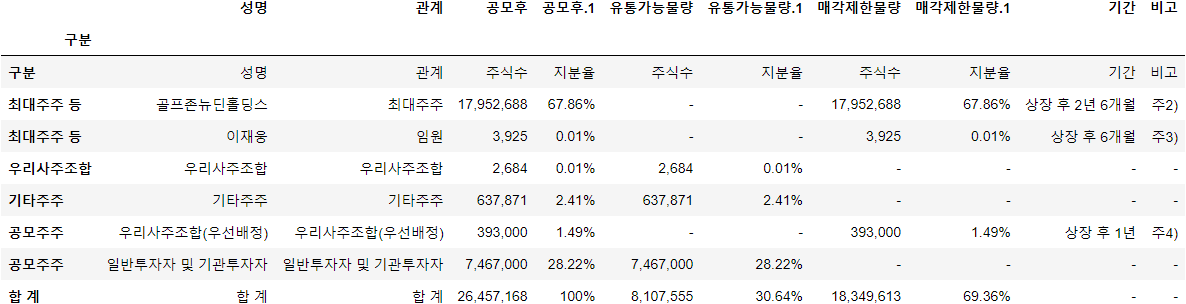 성명 관계 공모후 공모후.1 유통가능물량 유통가능물량.1 매각제한물량 매각제한물량.1 기간 비고
구분
구분 성명 관계 주식수 지분율 주식수 지분율 주식수 지분율 기간 비고
최대주주 등 골프존뉴딘홀딩스 최대주주 17,952,688 67.86% - - 17,952,688 67.86% 상장 후 2년 6개월 주2)
최대주주 등 이재웅 임원 3,925 0.01% - - 3,925 0.01% 상장 후 6개월 주3)
우리사주조합 우리사주조합 우리사주조합 2,684 0.01% 2,684 0.01% - - - -
기타주주 기타주주 기타주주 637,871 2.41% 637,871 2.41% - - - -
공모주주 우리사주조합(우선배정) 우리사주조합(우선배정) 393,000 1.49% - - 393,000 1.49% 상장 후 1년 주4)
공모주주 일반투자자 및 기관투자자 일반투자자 및 기관투자자 7,467,000 28.22% 7,467,000 28.22% - - - -
합 계 합 계 합 계 26,457,168 100% 8,107,555 30.64% 18,349,613 69.36% - -